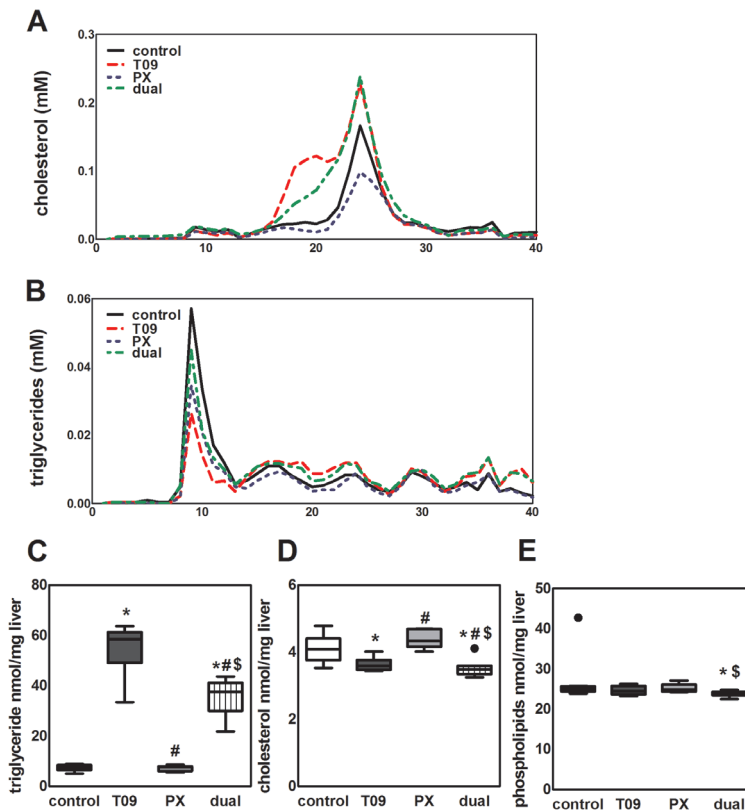 A
cholesterol (mM)
0.3
0.2
0.1
0.0
control
T09
PX
dual
0 10 20 30 40
B
triglycerides (mM)
0.06
0.04
0.02
0.00
control
T09
PX
dual
0 10 20 30 40
C
triglyceride nmol/mg liver
80
60
40
20
0
*
#
*#$
control T09 PX dual
D
cholesterol nmol/mg liver
6
4
2
0
*
#
*#$
control T09 PX dual
E
phospholipids nmol/mg liver
50
40
30
20
10
0
* $
control T09 PX dual